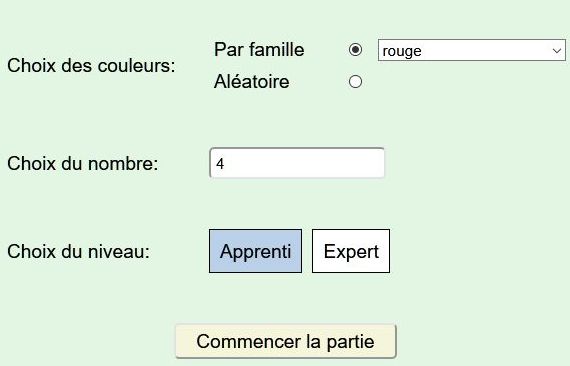 Choix des couleurs:
Par famille
rouge
Aléatoire
Choix du nombre:
4
Choix du niveau:
Apprenti
Expert
Commencer la partie